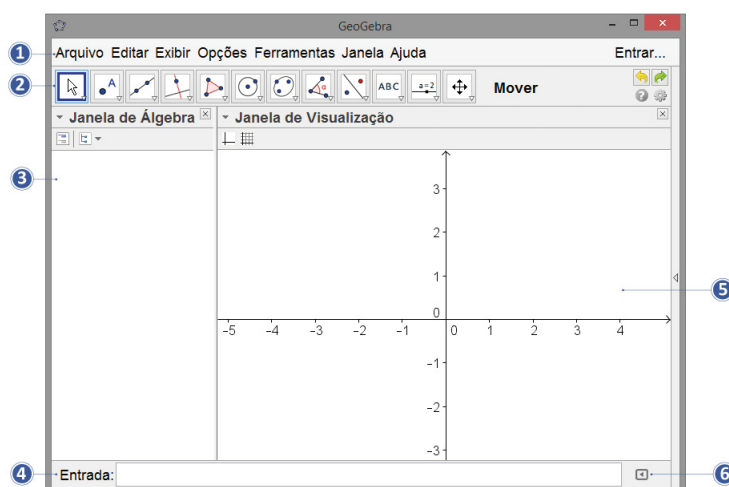 GeoGebra
1 Arquivo Editar Exibir Opções Ferramentas Janela Ajuda Entrar...
2 A α ABC a=2 Mover
Janela de Álgebra Janela de Visualização
3
3
2
1
5
0
-5 -4 -3 -2 -1 0 1 2 3 4
-1
-2
-3
4 Entrada: 6